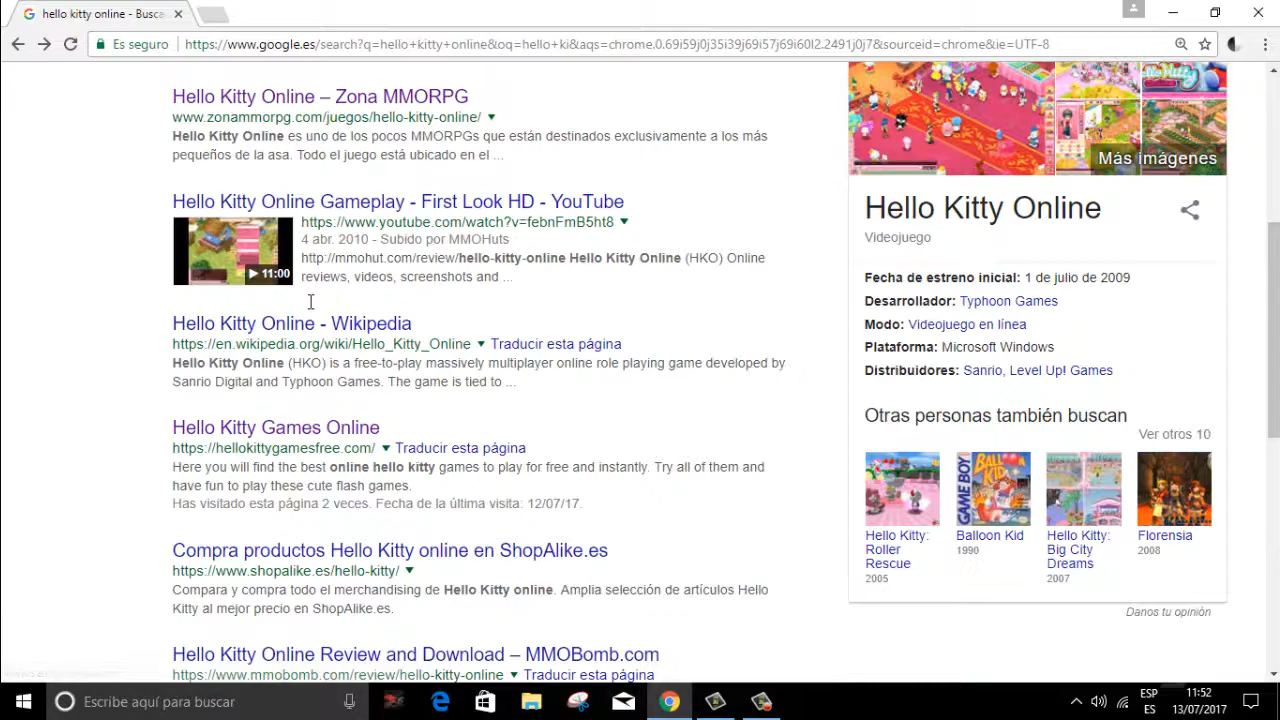 hello kitty online - Busca
Es seguro
https://www.google.es/search?q=hello+kitty+online&oq=hello+ki&aqs=chrome.0.69i59j0j35i39j69i57j69i60l2.2491j0j7&sourceid=chrome&ie=UTF-8
Hello Kitty Online – Zona MMORPG
www.zonammorpg.com/juegos/hello-kitty-online/
Hello Kitty Online es uno de los pocos MMORPGs que están destinados exclusivamente a los más
pequeños de la asa. Todo el juego está ubicado en el ...
Hello Kitty Online Gameplay - First Look HD - YouTube
https://www.youtube.com/watch?v=febnFmB5ht8
4 abr. 2010 - Subido por MMOHuts
http://mmohut.com/review/hello-kitty-online Hello Kitty Online (HKO) Online
reviews, videos, screenshots and ...
11:00
Hello Kitty Online - Wikipedia
https://en.wikipedia.org/wiki/Hello_Kitty_Online Traducir esta página
Hello Kitty Online (HKO) is a free-to-play massively multiplayer online role playing game developed by
Sanrio Digital and Typhoon Games. The game is tied to ...
Hello Kitty Games Online
https://hellokittygamesfree.com/ Traducir esta página
Here you will find the best online hello kitty games to play for free and instantly. Try all of them and
have fun to play these cute flash games.
Has visitado esta página 2 veces. Fecha de la última visita: 12/07/17.
Compra productos Hello Kitty online en ShopAlike.es
https://www.shopalike.es/hello-kitty/
Compara y compra todo el merchandising de Hello Kitty online. Amplia selección de artículos Hello
Kitty al mejor precio en ShopAlike.es.
Hello Kitty Online Review and Download – MMOBomb.com
https://www.mmobomb.com/review/hello-kitty-online Traducir esta página
Más imágenes
Hello Kitty Online
Videojuego
Fecha de estreno inicial: 1 de julio de 2009
Desarrollador: Typhoon Games
Modo: Videojuego en línea
Plataforma: Microsoft Windows
Distribuidores: Sanrio, Level Up! Games
Otras personas también buscan
Ver otros 10
GAME BOY
BALLOON KID
Hello Kitty:
Roller
Rescue
2005
Balloon Kid
1990
Hello Kitty:
Big City
Dreams
2007
Florensia
2008
Danos tu opinión
Escribe aquí para buscar
ESP
ES
11:52
13/07/2017